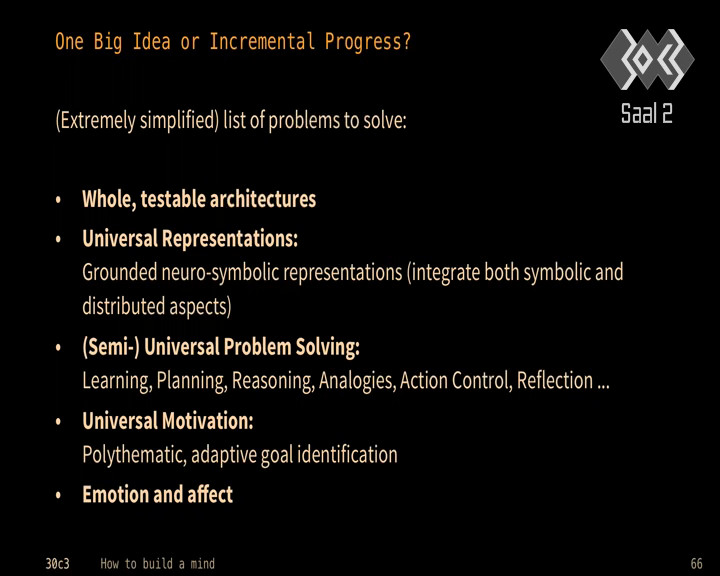 One Big Idea or Incremental Progress?
Saal 2
(Extremely simplified) list of problems to solve:
• Whole, testable architectures
• Universal Representations:
Grounded neuro-symbolic representations (integrate both symbolic and
distributed aspects)
• (Semi-) Universal Problem Solving:
Learning, Planning, Reasoning, Analogies, Action Control, Reflection ...
• Universal Motivation:
Polythematic, adaptive goal identification
• Emotion and affect
30c3 How to build a mind 66